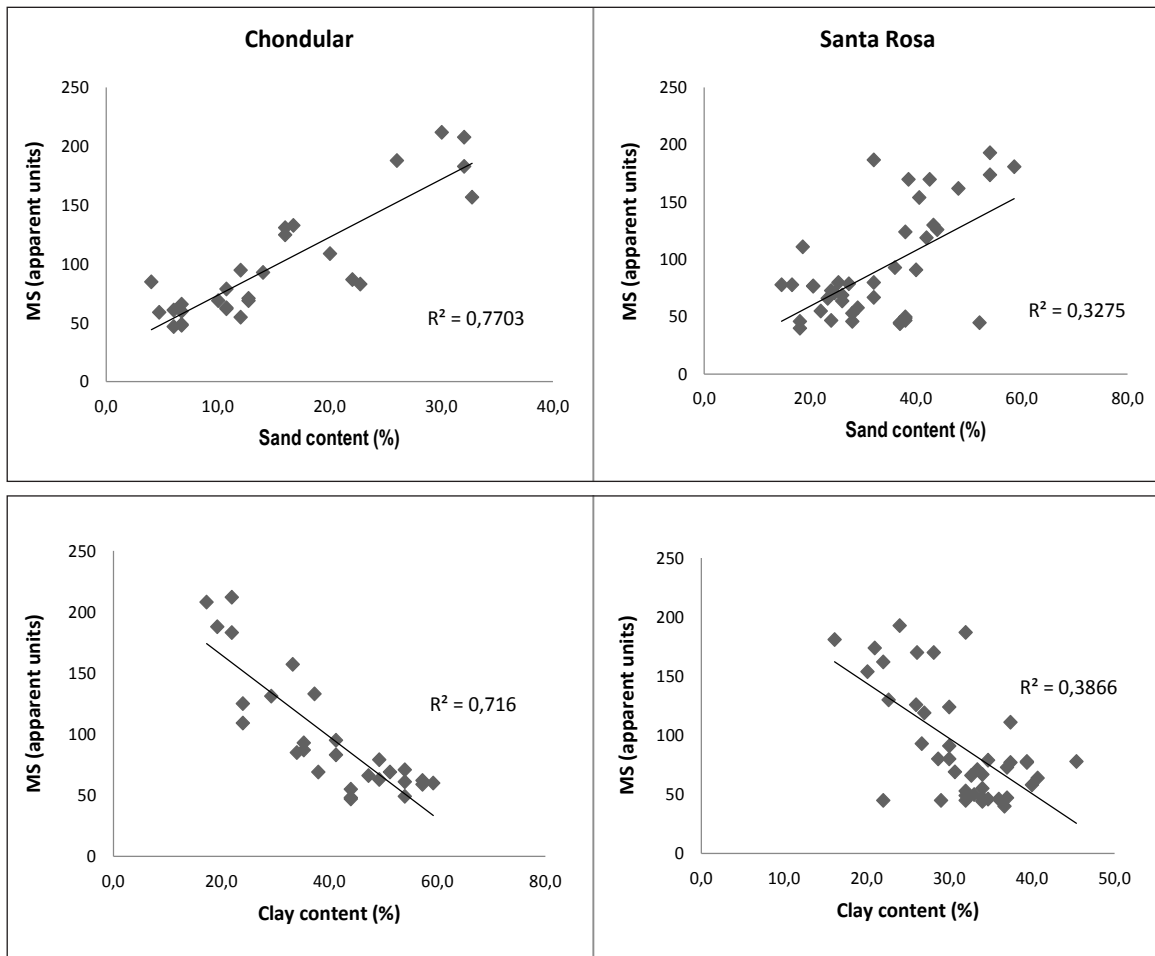 Chondular
MS (apparent units)
250
200
150
100
50
0
R² = 0,7703
0,0 10,0 20,0 30,0 40,0
Sand content (%)
Santa Rosa
MS (apparent units)
250
200
150
100
50
0
R² = 0,3275
0,0 20,0 40,0 60,0 80,0
Sand content (%)
MS (apparent units)
250
200
150
100
50
0
R² = 0,716
0,0 20,0 40,0 60,0 80,0
Clay content (%)
MS (apparent units)
250
200
150
100
50
0
R² = 0,3866
0,0 10,0 20,0 30,0 40,0 50,0
Clay content (%)